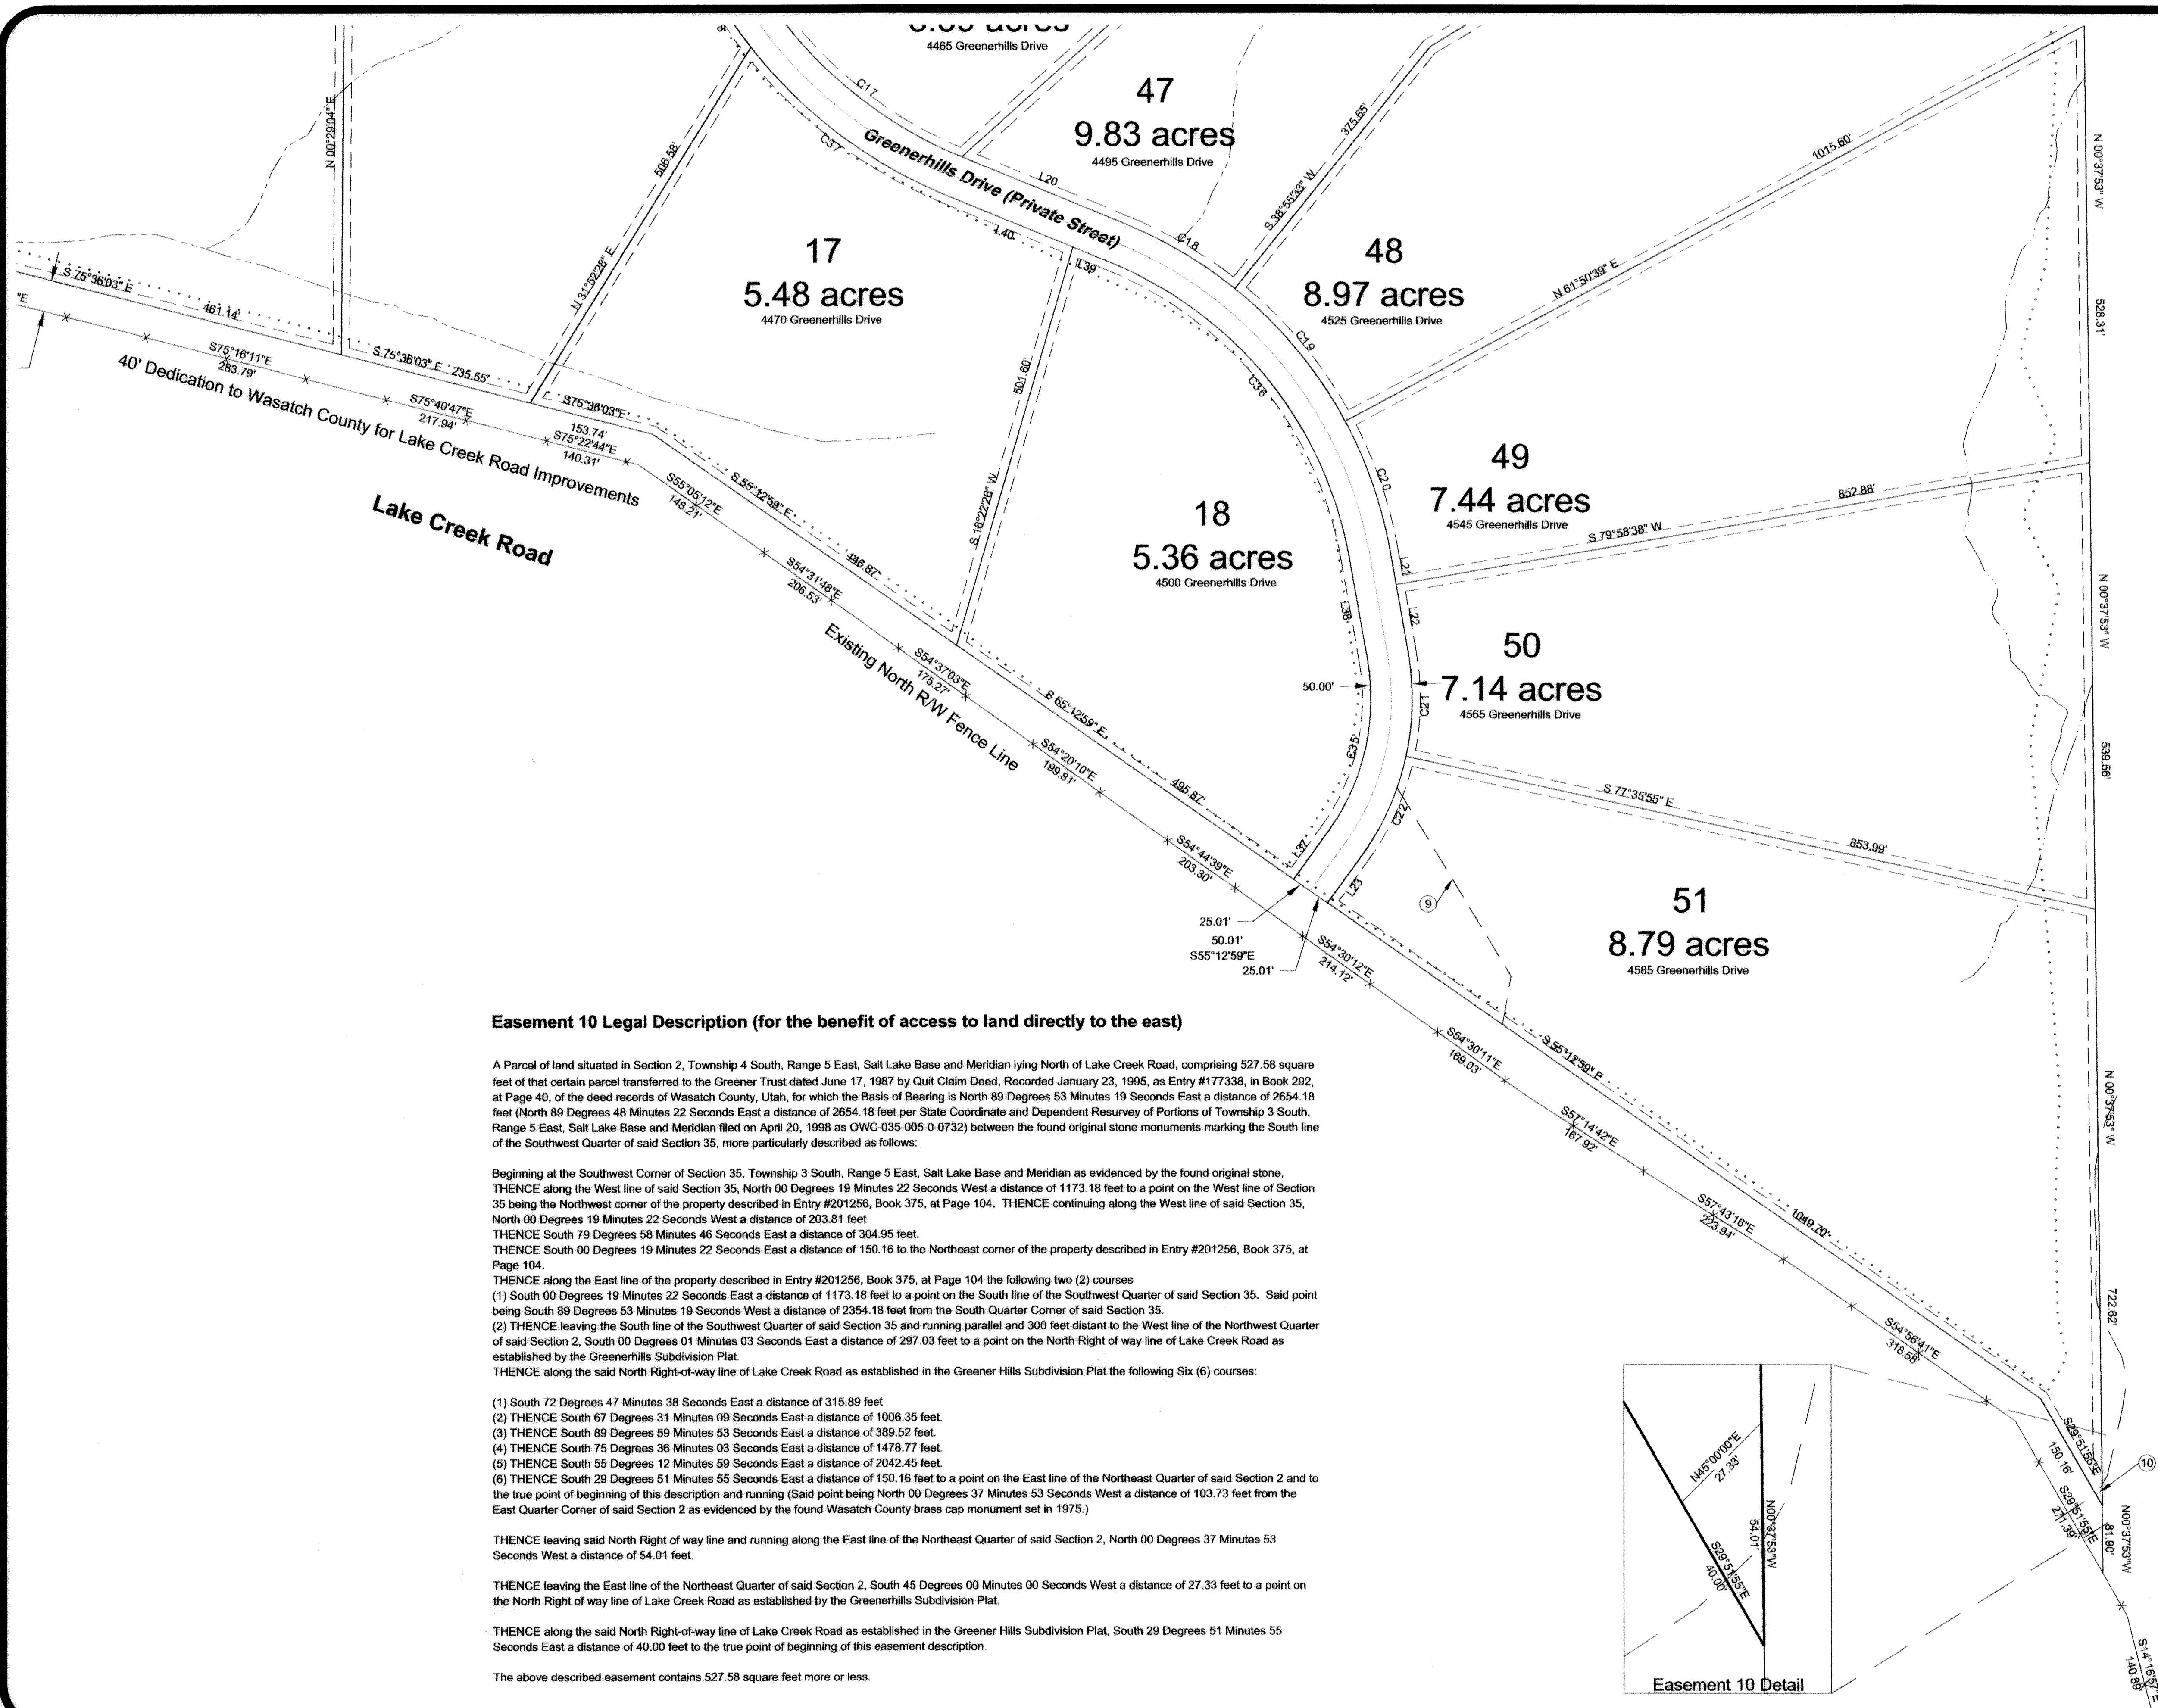 4465 Greenerhills Drive
47
9.83 acres
4495 Greenerhills Drive
C17
C37
Greenerhills Drive (Private Street)
L20
L40
L39
C18
375.65'
S 38°55'33" W
1015.60'
N 61°50'39" E
N 00°37'53" W
528.31'
N 00°29'04" E
506.58'
N 31°52'28" E
17
5.48 acres
4470 Greenerhills Drive
48
8.97 acres
4525 Greenerhills Drive
C19
C36
501.60'
S 16°22'26" W
S 75°36'03" E
461.14'
"E
S75°16'11"E
283.79'
S 75°36'03" E 235.55'
S75°40'47"E
217.94'
S75°36'03"E
153.74'
S75°22'44"E
140.31'
40' Dedication to Wasatch County for Lake Creek Road Improvements
Lake Creek Road
S55°05'12"E
148.21'
S 55°12'59" E
446.87'
S54°31'48"E
206.53'
Existing North R/W Fence Line
S54°37'03"E
175.27'
S54°20'10"E
199.81'
495.87'
S54°44'39"E
203.30'
18
5.36 acres
4500 Greenerhills Drive
49
7.44 acres
4545 Greenerhills Drive
C20
L21
852.88'
S 79°58'38" W
N 00°37'53" W
539.56'
L38
L22
50
7.14 acres
4565 Greenerhills Drive
50.00'
C21
C35
S 77°35'55" E
853.99'
C22
L37
L23
9
51
8.79 acres
4585 Greenerhills Drive
25.01'
50.01'
S55°12'59"E
25.01'
S54°30'12"E
214.12'
S54°30'11"E
169.03'
S 55°12'59" E
1049.70'
S57°14'42"E
167.92'
S57°43'16"E
223.94'
S54°56'41"E
318.58'
N 00°37'53" W
722.62'
S29°51'55"E
150.16'
S29°51'55"E
271.39'
10
N00°37'53"W
81.90'
S14°16'57"E
140.89'
Easement 10 Legal Description (for the benefit of access to land directly to the east)
A Parcel of land situated in Section 2, Township 4 South, Range 5 East, Salt Lake Base and Meridian lying North of Lake Creek Road, comprising 527.58 square
feet of that certain parcel transferred to the Greener Trust dated June 17, 1987 by Quit Claim Deed, Recorded January 23, 1995, as Entry #177338, in Book 292,
at Page 40, of the deed records of Wasatch County, Utah, for which the Basis of Bearing is North 89 Degrees 53 Minutes 19 Seconds East a distance of 2654.18
feet (North 89 Degrees 48 Minutes 22 Seconds East a distance of 2654.18 feet per State Coordinate and Dependent Resurvey of Portions of Township 3 South,
Range 5 East, Salt Lake Base and Meridian filed on April 20, 1998 as OWC-035-005-0-0732) between the found original stone monuments marking the South line
of the Southwest Quarter of said Section 35, more particularly described as follows:
Beginning at the Southwest Corner of Section 35, Township 3 South, Range 5 East, Salt Lake Base and Meridian as evidenced by the found original stone,
THENCE along the West line of said Section 35, North 00 Degrees 19 Minutes 22 Seconds West a distance of 1173.18 feet to a point on the West line of Section
35 being the Northwest corner of the property described in Entry #201256, Book 375, at Page 104.  THENCE continuing along the West line of said Section 35,
North 00 Degrees 19 Minutes 22 Seconds West a distance of 203.81 feet
THENCE South 79 Degrees 58 Minutes 46 Seconds East a distance of 304.95 feet.
THENCE South 00 Degrees 19 Minutes 22 Seconds East a distance of 150.16 to the Northeast corner of the property described in Entry #201256, Book 375, at
Page 104.
THENCE along the East line of the property described in Entry #201256, Book 375, at Page 104 the following two (2) courses
(1) South 00 Degrees 19 Minutes 22 Seconds East a distance of 1173.18 feet to a point on the South line of the Southwest Quarter of said Section 35.  Said point
being South 89 Degrees 53 Minutes 19 Seconds West a distance of 2354.18 feet from the South Quarter Corner of said Section 35.
(2) THENCE leaving the South line of the Southwest Quarter of said Section 35 and running parallel and 300 feet distant to the West line of the Northwest Quarter
of said Section 2, South 00 Degrees 01 Minutes 03 Seconds East a distance of 297.03 feet to a point on the North Right of way line of Lake Creek Road as
established by the Greenerhills Subdivision Plat.
THENCE along the said North Right-of-way line of Lake Creek Road as established in the Greener Hills Subdivision Plat the following Six (6) courses:
(1) South 72 Degrees 47 Minutes 38 Seconds East a distance of 315.89 feet
(2) THENCE South 67 Degrees 31 Minutes 09 Seconds East a distance of 1006.35 feet.
(3) THENCE South 89 Degrees 59 Minutes 53 Seconds East a distance of 389.52 feet.
(4) THENCE South 75 Degrees 36 Minutes 03 Seconds East a distance of 1478.77 feet.
(5) THENCE South 55 Degrees 12 Minutes 59 Seconds East a distance of 2042.45 feet.
(6) THENCE South 29 Degrees 51 Minutes 55 Seconds East a distance of 150.16 feet to a point on the East line of the Northeast Quarter of said Section 2 and to
the true point of beginning of this description and running (Said point being North 00 Degrees 37 Minutes 53 Seconds West a distance of 103.73 feet from the
East Quarter Corner of said Section 2 as evidenced by the found Wasatch County brass cap monument set in 1975.)
THENCE leaving said North Right of way line and running along the East line of the Northeast Quarter of said Section 2, North 00 Degrees 37 Minutes 53
Seconds West a distance of 54.01 feet.
THENCE leaving the East line of the Northeast Quarter of said Section 2, South 45 Degrees 00 Minutes 00 Seconds West a distance of 27.33 feet to a point on
the North Right of way line of Lake Creek Road as established by the Greenerhills Subdivision Plat.
THENCE along the said North Right-of-way line of Lake Creek Road as established in the Greener Hills Subdivision Plat, South 29 Degrees 51 Minutes 55
Seconds East a distance of 40.00 feet to the true point of beginning of this easement description.
The above described easement contains 527.58 square feet more or less.
N45°00'00"E
27.33'
N00°37'53"W
54.01'
S29°51'55"E
40.00'
Easement 10 Detail